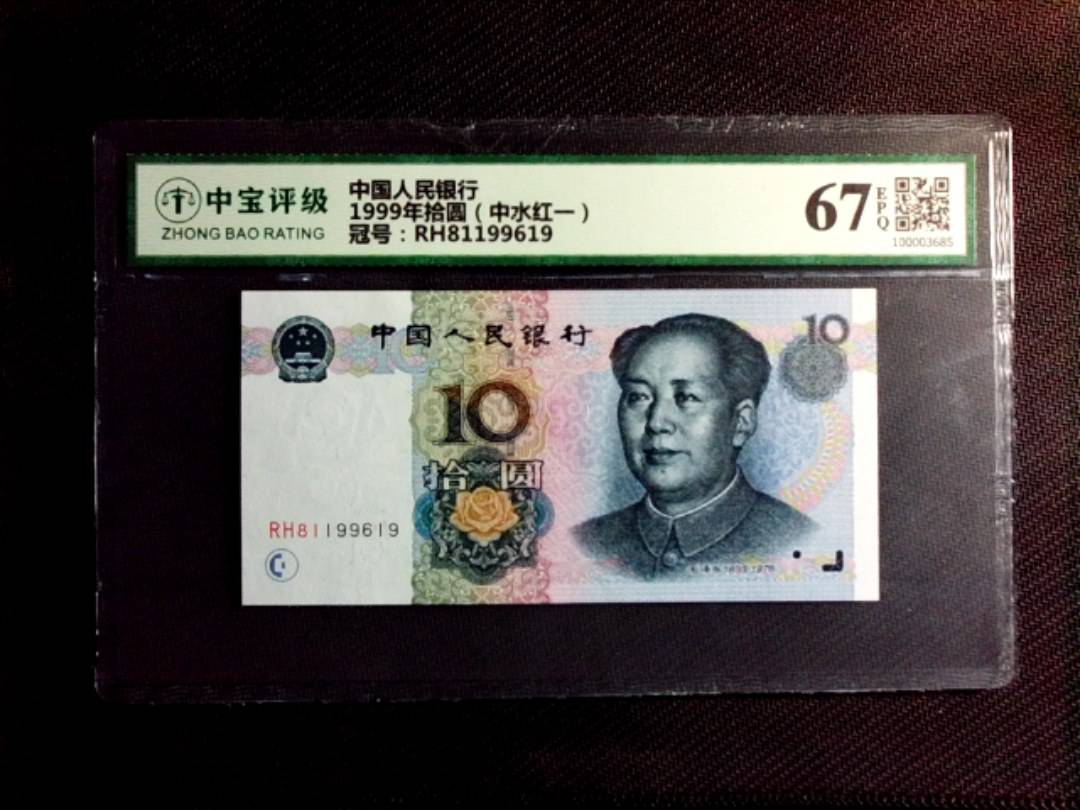 中宝评级
ZHONG BAO RATING
中国人民银行
1999年拾圆（中水红一）
冠号：RH81199619
67
EPQ
100003685
中国人民银行
10
10
拾圆
RH81199619